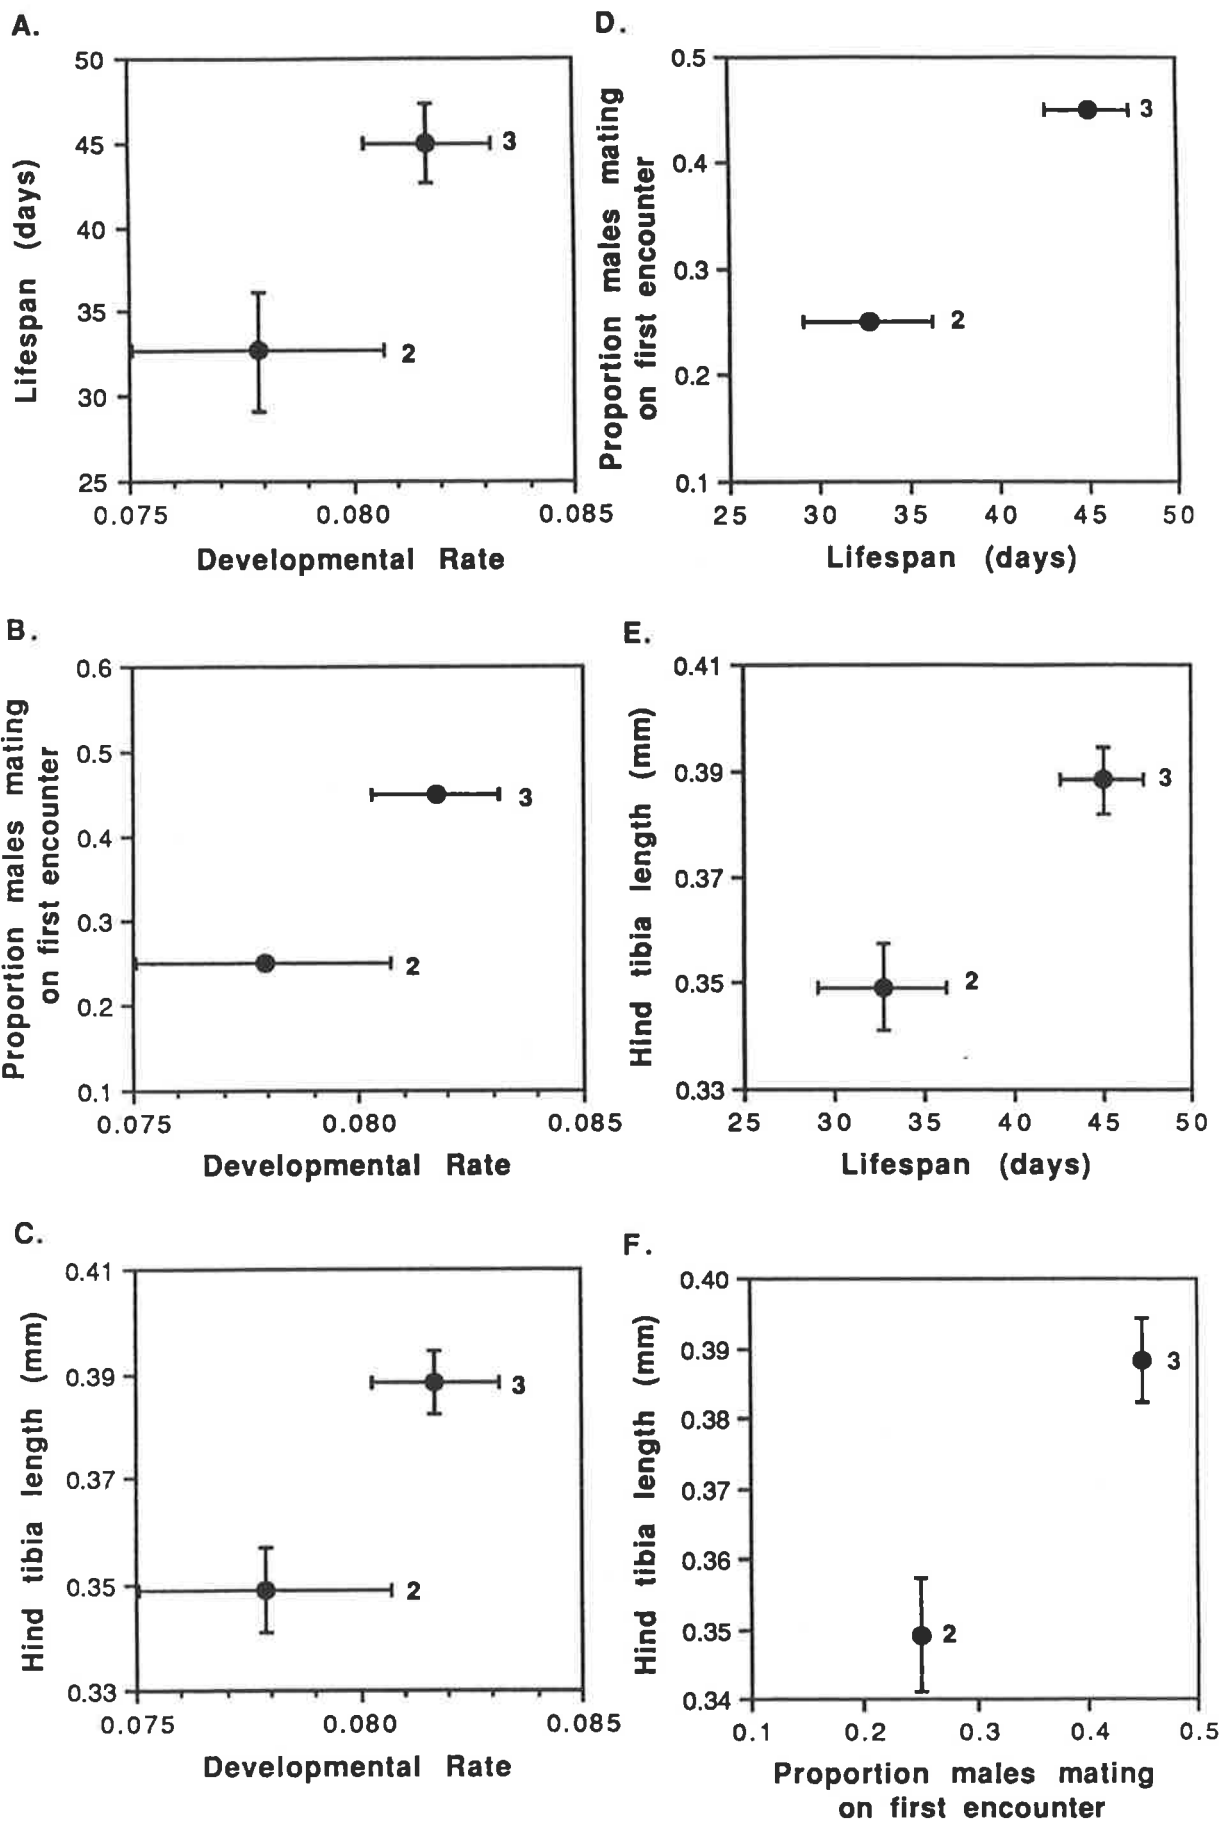 A.
50
45
40
35
30
25
Lifespan (days)
3
2
0.075 0.080 0.085
Developmental Rate
D.
0.5
0.4
0.3
0.2
0.1
Proportion males mating
on first encounter
3
2
25 30 35 40 45 50
Lifespan (days)
B.
0.6
0.5
0.4
0.3
0.2
0.1
Proportion males mating
on first encounter
3
2
0.075 0.080 0.085
Developmental Rate
E.
0.41
0.39
0.37
0.35
0.33
Hind tibia length (mm)
3
2
25 30 35 40 45 50
Lifespan (days)
C.
0.41
0.39
0.37
0.35
0.33
Hind tibia length (mm)
3
2
0.075 0.080 0.085
Developmental Rate
F.
0.40
0.39
0.38
0.37
0.36
0.35
0.34
Hind tibia length (mm)
3
2
0.1 0.2 0.3 0.4 0.5
Proportion males mating
on first encounter